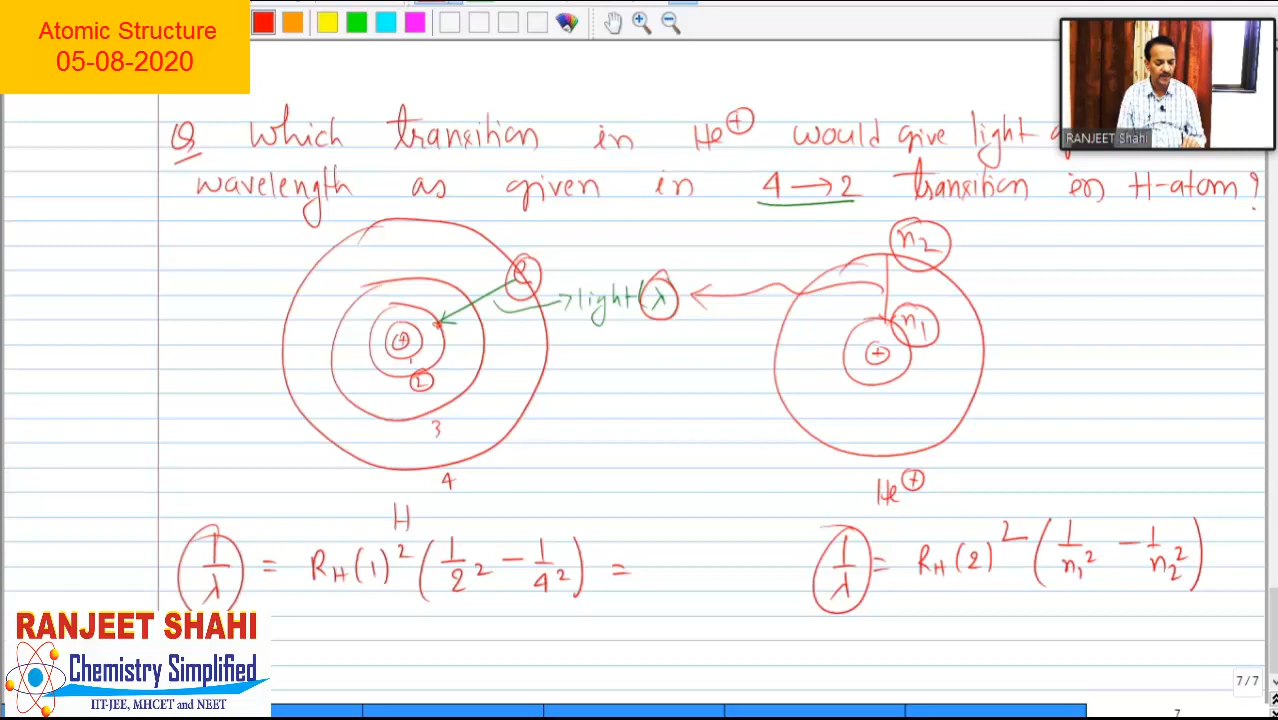 Atomic Structure
05-08-2020
RANJEET Shahi
Q Which transition in He⊕ would give light
wavelength as given in 4 → 2 transition in H-atom?
e
light (λ)
n2
n1
+
1
2
3
4
+
He⊕
H
1/λ = RH (1)² (1/2² - 1/4²) =
1/λ = RH (2)² (1/n1² - 1/n2²)
RANJEET SHAHI
Chemistry Simplified
IIT-JEE, MHCET and NEET
7/7
7